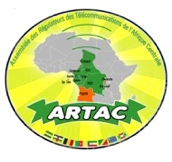 Assemblée des Régulateurs des Télécommunications de l'Afrique Centrale
ARTAC